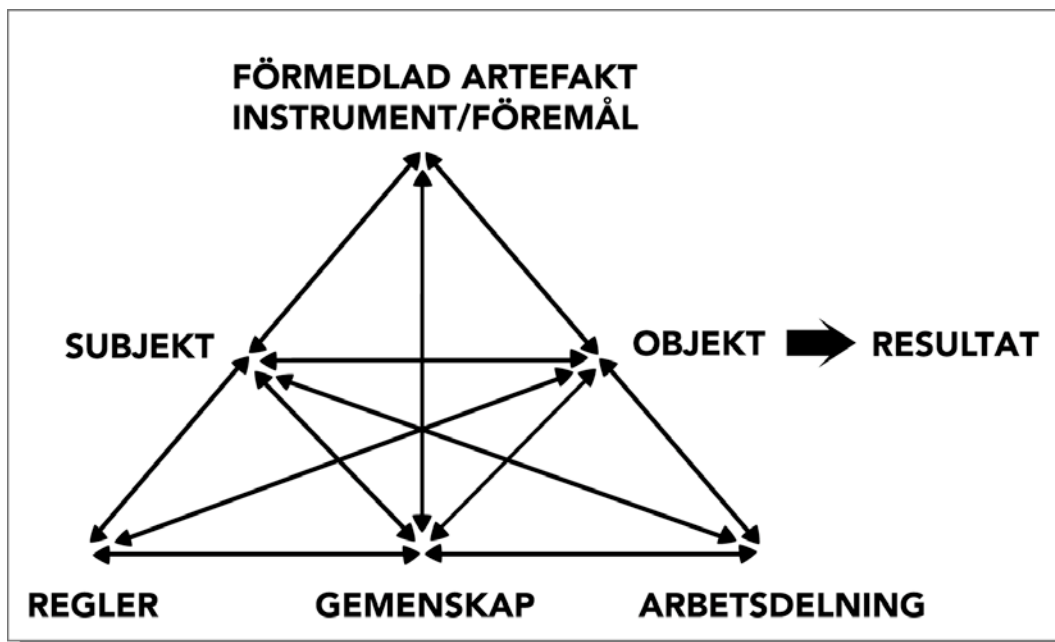 FÖRMEDLAD ARTEFAKT
INSTRUMENT/FÖREMÅL
SUBJEKT
OBJEKT
RESULTAT
REGLER
GEMENSKAP
ARBETSDELNING